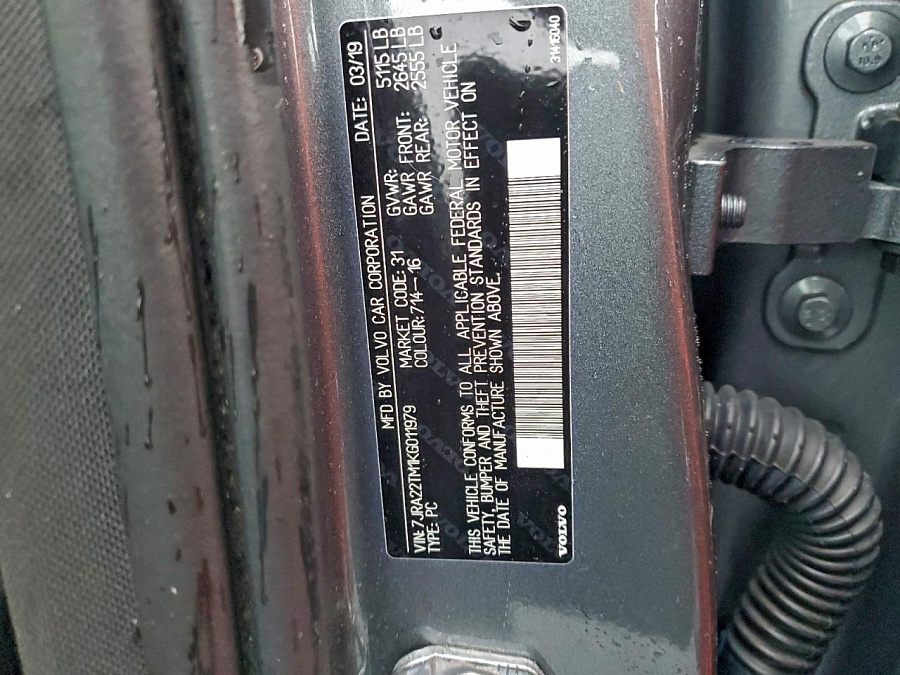 MFD BY VOLVO CAR CORPORATION DATE: 03/19
GVWR: 5115 LB
VIN: 7JRA22TM1KG011979 MARKET CODE: 31 GAWR FRONT: 2645 LB
TYPE: PC COLOUR: 714-16 GAWR REAR: 2555 LB
THIS VEHICLE CONFORMS TO ALL APPLICABLE FEDERAL MOTOR VEHICLE
SAFETY, BUMPER AND THEFT PREVENTION STANDARDS IN EFFECT ON
THE DATE OF MANUFACTURE SHOWN ABOVE.
VOLVO 31416040